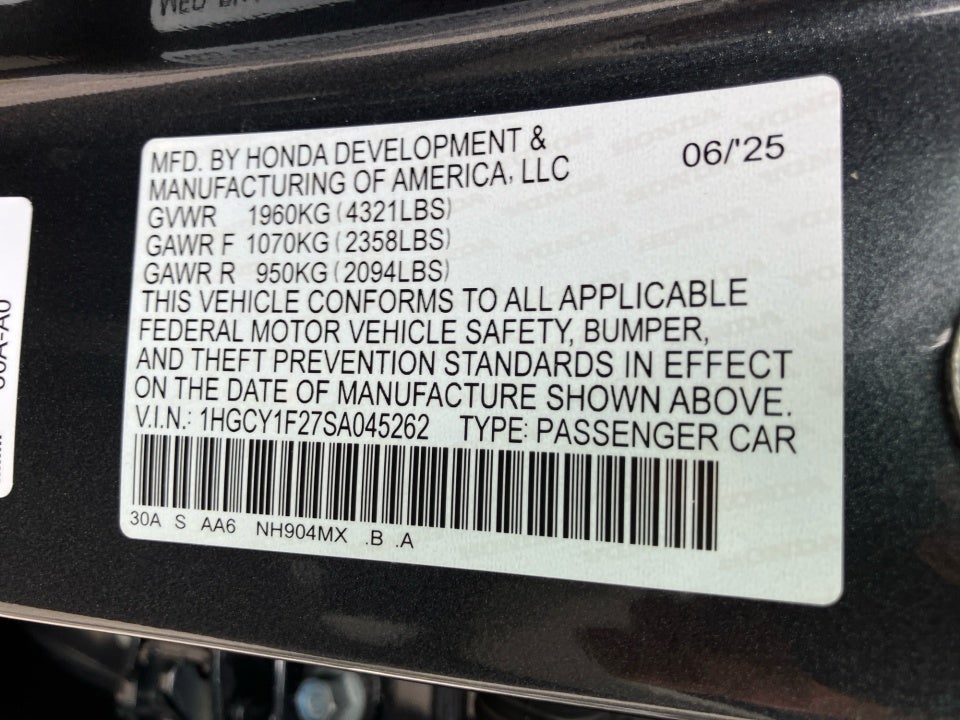 MFD. BY HONDA DEVELOPMENT &
MANUFACTURING OF AMERICA, LLC
06/'25
GVWR 1960KG (4321LBS)
GAWR F 1070KG (2358LBS)
GAWR R 950KG (2094LBS)
THIS VEHICLE CONFORMS TO ALL APPLICABLE
FEDERAL MOTOR VEHICLE SAFETY, BUMPER,
AND THEFT PREVENTION STANDARDS IN EFFECT
ON THE DATE OF MANUFACTURE SHOWN ABOVE.
V.I.N.: 1HGCY1F27SA045262 TYPE: PASSENGER CAR
30A S AA6 NH904MX .B .A